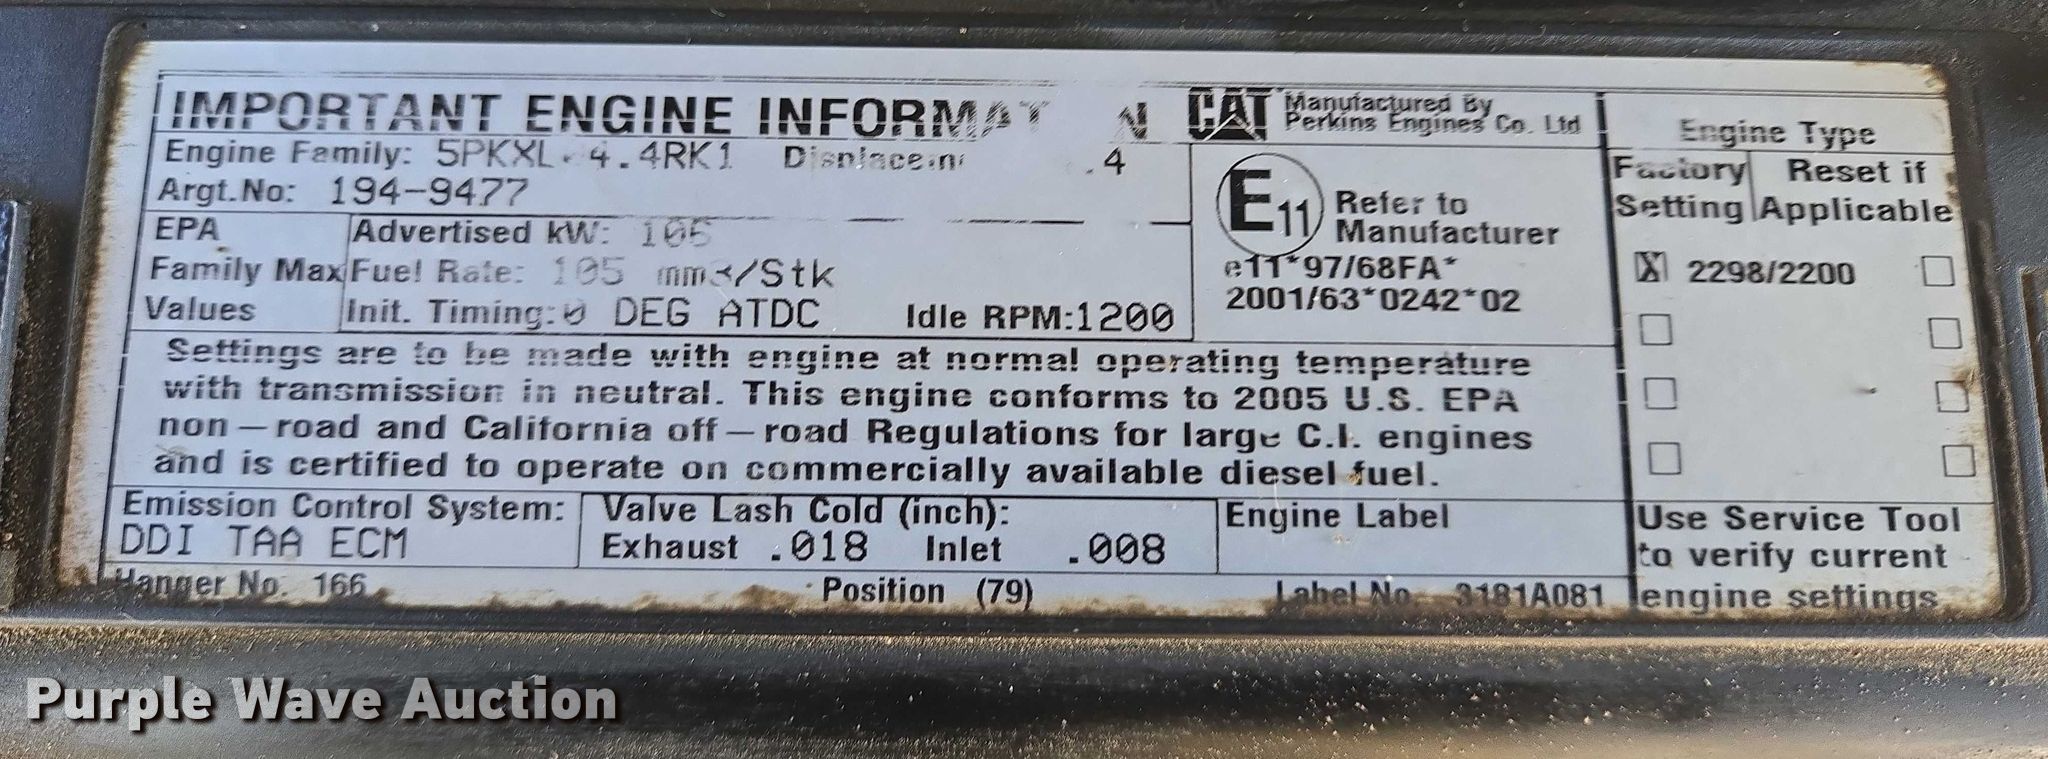 IMPORTANT ENGINE
CAT Manufactured By
Perkins Engines Co. Ltd
Engine Family: 5PKXL 4.4RK1 .4
Argt.No: 194-9477
EPA
Family Max
Values
Advertised kW: 106
Fuel Rate: 105 mm3/Stk
Init. Timing:0 DEG ATDC Idle RPM:1200
E11 Refer to
Manufacturer
e11*97/68FA*
2001/63*0242*02
Engine Type
Factory
Setting
Reset if
Applicable
X 2298/2200
Settings are to be made with engine at normal operating temperature
with transmission in neutral. This engine conforms to 2005 U.S. EPA
non-road and California off-road Regulations for large C.I. engines
and is certified to operate on commercially available diesel fuel.
Emission Control System:
DDI TAA ECM
Valve Lash Cold (inch):
Exhaust .018 Inlet .008
Engine Label
Use Service Tool
to verify current
engine settings
Hanger No. 166 Position (79) Label No. 3181A081
Purple Wave Auction